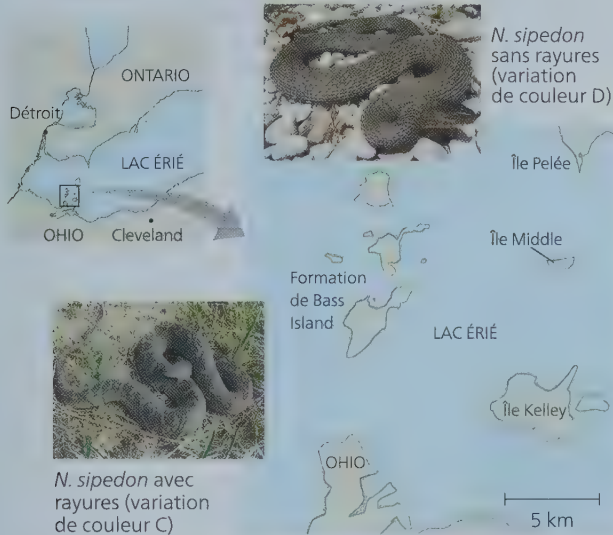 ONTARIO
Détroit
LAC ÉRIÉ
OHIO
Cleveland
N. sipedon
sans rayures
(variation
de couleur D)
Île Pelée
Île Middle
Formation
de Bass
Island
LAC ÉRIÉ
Île Kelley
OHIO
5 km
N. sipedon avec
rayures (variation
de couleur C)